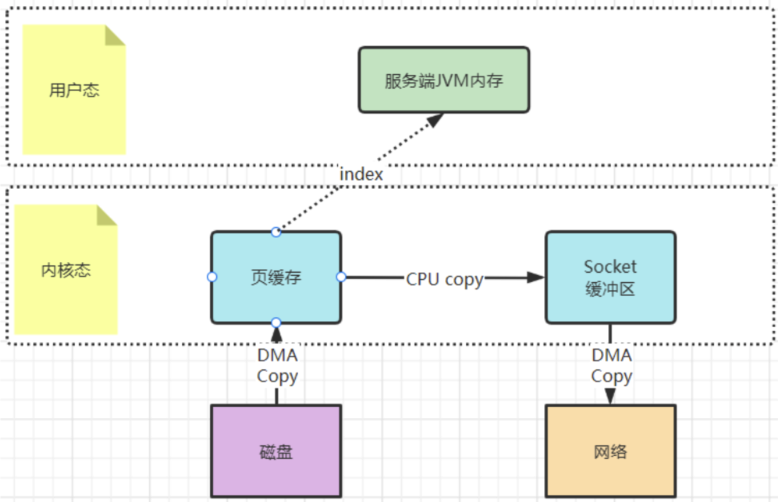 用户态
服务端JVM内存
index
内核态
页缓存
CPU copy
Socket
缓冲区
DMA
Copy
DMA
Copy
磁盘
网络